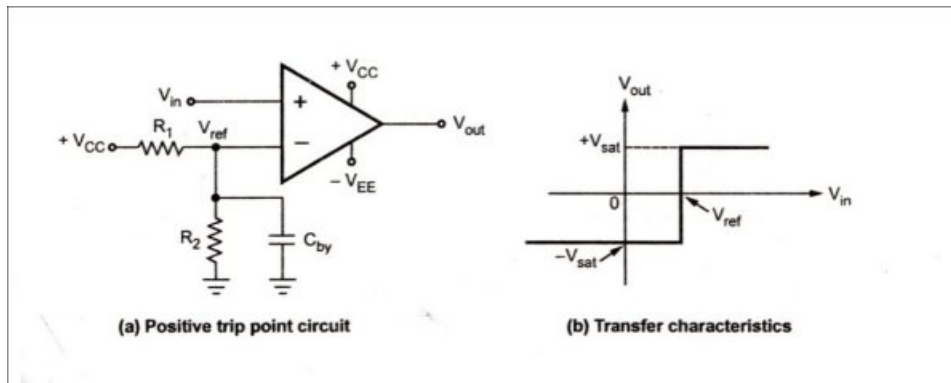 + V_CC
V_in
+
V_out
R_1
V_ref
+ V_CC
−
− V_EE
R_2
C_by
(a) Positive trip point circuit
V_out
+V_sat
0
V_in
V_ref
−V_sat
(b) Transfer characteristics